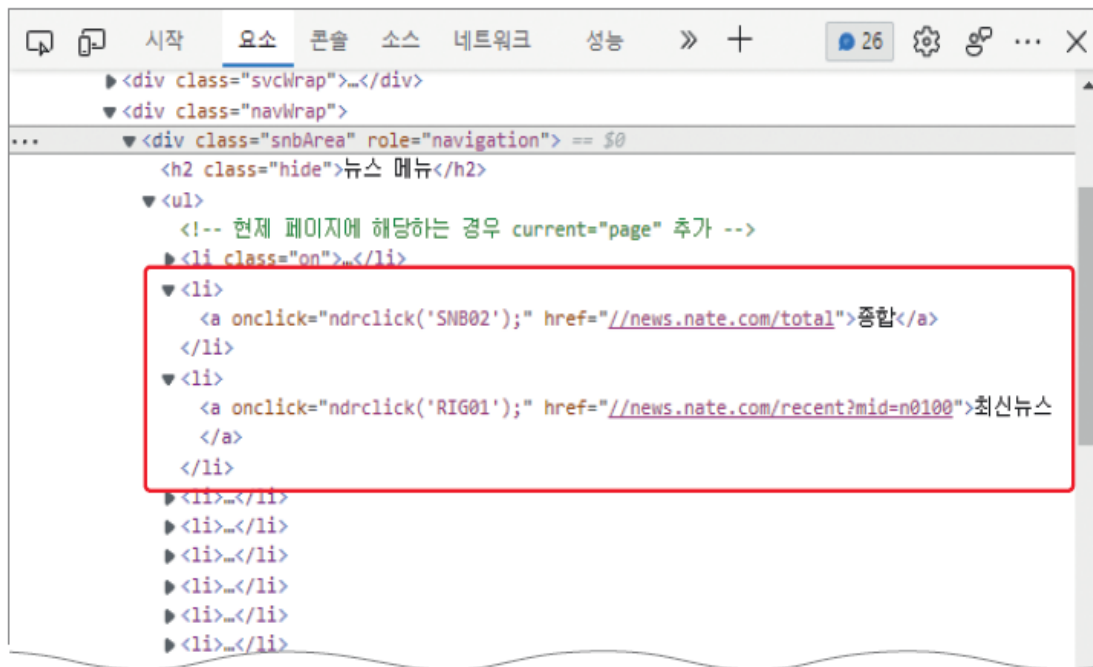 시작 요소 콘솔 소스 네트워크 성능 » + 26 ... ×
▶<div class="svcWrap">…</div>
▼<div class="navWrap">
... ▼<div class="snbArea" role="navigation"> == $0
<h2 class="hide">뉴스 메뉴</h2>
▼<ul>
<!-- 현재 페이지에 해당하는 경우 current="page" 추가 -->
▶<li class="on">…</li>
▼<li>
<a onclick="ndrclick('SNB02');" href="//news.nate.com/total">종합</a>
</li>
▼<li>
<a onclick="ndrclick('RIG01');" href="//news.nate.com/recent?mid=n0100">최신뉴스
</a>
</li>
▶<li>…</li>
▶<li>…</li>
▶<li>…</li>
▶<li>…</li>
▶<li>…</li>
▶<li>…</li>